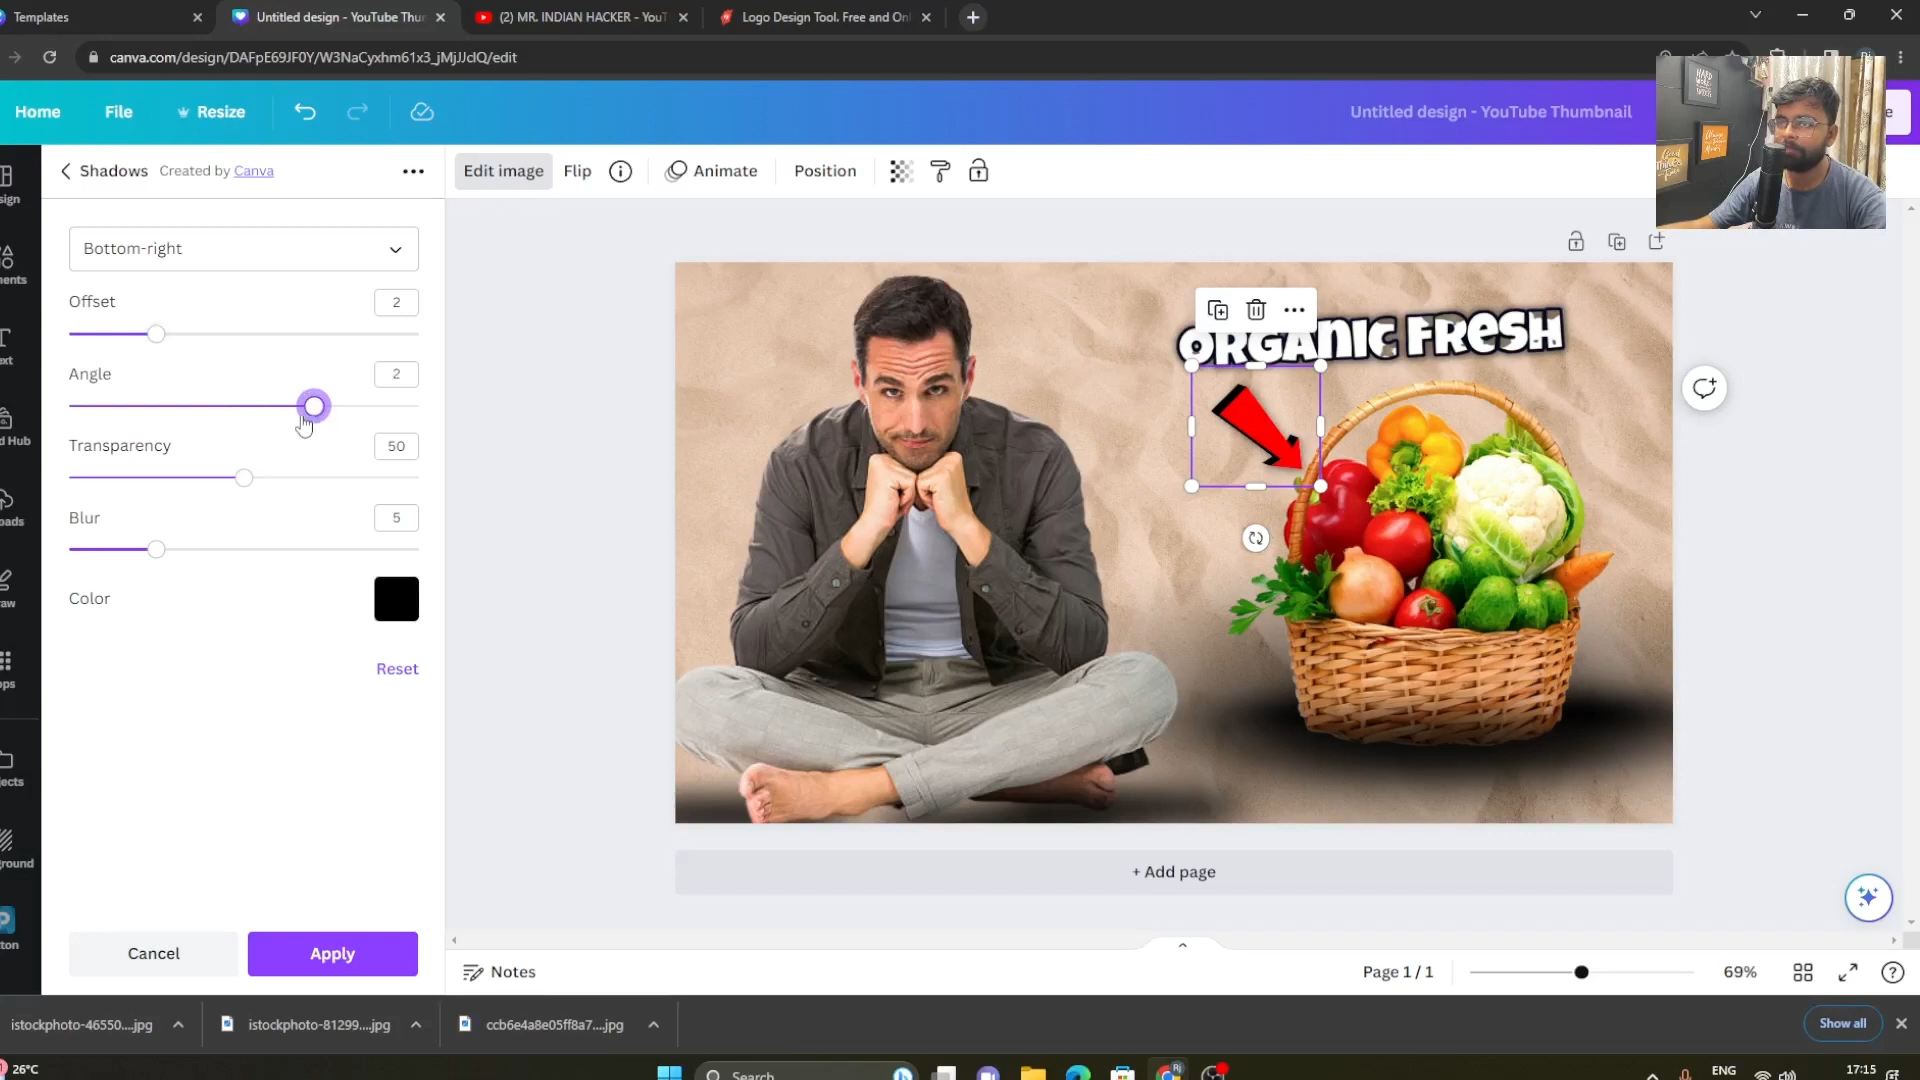 Templates
Untitled design - YouTube Thur
(2) MR. INDIAN HACKER - YouT
Logo Design Tool. Free and Onl
canva.com/design/DAFpE69JF0Y/W3NaCyxhm61x3_jMjJJclQ/edit
Home
File
Resize
Untitled design - YouTube Thumbnail
Shadows
Created by Canva
Edit image
Flip
Animate
Position
Bottom-right
Offset
2
Angle
2
Transparency
50
Blur
5
Color
Reset
Cancel
Apply
ORGANIC FRESH
+ Add page
Notes
Page 1 / 1
69%
istockphoto-46550....jpg
istockphoto-81299....jpg
ccb6e4a8e05ff8a7....jpg
Show all
26°C
Search
ENG
17:15